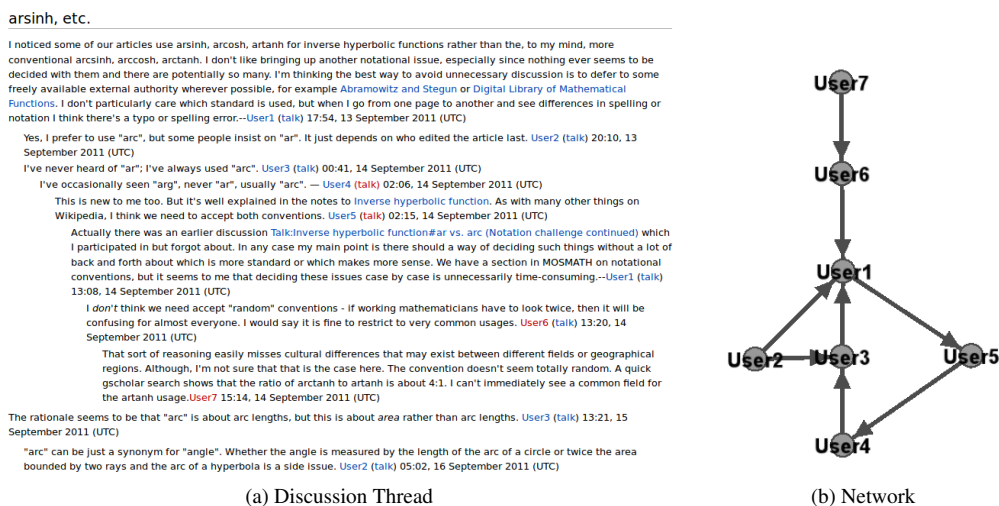 arsinh, etc.
I noticed some of our articles use arsinh, arcosh, artanh for inverse hyperbolic functions rather than the, to my mind, more
conventional arcsinh, arccosh, arctanh. I don't like bringing up another notational issue, especially since nothing ever seems to be
decided with them and there are potentially so many. I'm thinking the best way to avoid unnecessary discussion is to defer to some
freely available external authority wherever possible, for example Abramowitz and Stegun or Digital Library of Mathematical
Functions. I don't particularly care which standard is used, but when I go from one page to another and see differences in spelling or
notation I think there's a typo or spelling error.--User1 (talk) 17:54, 13 September 2011 (UTC)
Yes, I prefer to use "arc", but some people insist on "ar". It just depends on who edited the article last. User2 (talk) 20:10, 13
September 2011 (UTC)
I've never heard of "ar"; I've always used "arc". User3 (talk) 00:41, 14 September 2011 (UTC)
I've occasionally seen "arg", never "ar", usually "arc". — User4 (talk) 02:06, 14 September 2011 (UTC)
This is new to me too. But it's well explained in the notes to Inverse hyperbolic function. As with many other things on
Wikipedia, I think we need to accept both conventions. User5 (talk) 02:15, 14 September 2011 (UTC)
Actually there was an earlier discussion Talk:Inverse hyperbolic function#ar vs. arc (Notation challenge continued) which
I participated in but forgot about. In any case my main point is there should a way of deciding such things without a lot of
back and forth about which is more standard or which makes more sense. We have a section in MOSMATH on notational
conventions, but it seems to me that deciding these issues case by case is unnecessarily time-consuming.--User1 (talk)
13:08, 14 September 2011 (UTC)
I don't think we need accept "random" conventions - if working mathematicians have to look twice, then it will be
confusing for almost everyone. I would say it is fine to restrict to very common usages. User6 (talk) 13:20, 14
September 2011 (UTC)
That sort of reasoning easily misses cultural differences that may exist between different fields or geographical
regions. Although, I'm not sure that that is the case here. The convention doesn't seem totally random. A quick
gscholar search shows that the ratio of arctanh to artanh is about 4:1. I can't immediately see a common field for
the artanh usage.User7 15:14, 14 September 2011 (UTC)
The rationale seems to be that "arc" is about arc lengths, but this is about area rather than arc lengths. User3 (talk) 13:21, 15
September 2011 (UTC)
"arc" can be just a synonym for "angle". Whether the angle is measured by the length of the arc of a circle or twice the area
bounded by two rays and the arc of a hyperbola is a side issue. User2 (talk) 05:02, 16 September 2011 (UTC)
(a) Discussion Thread
User7
User6
User1
User2 User3 User5
User4
(b) Network